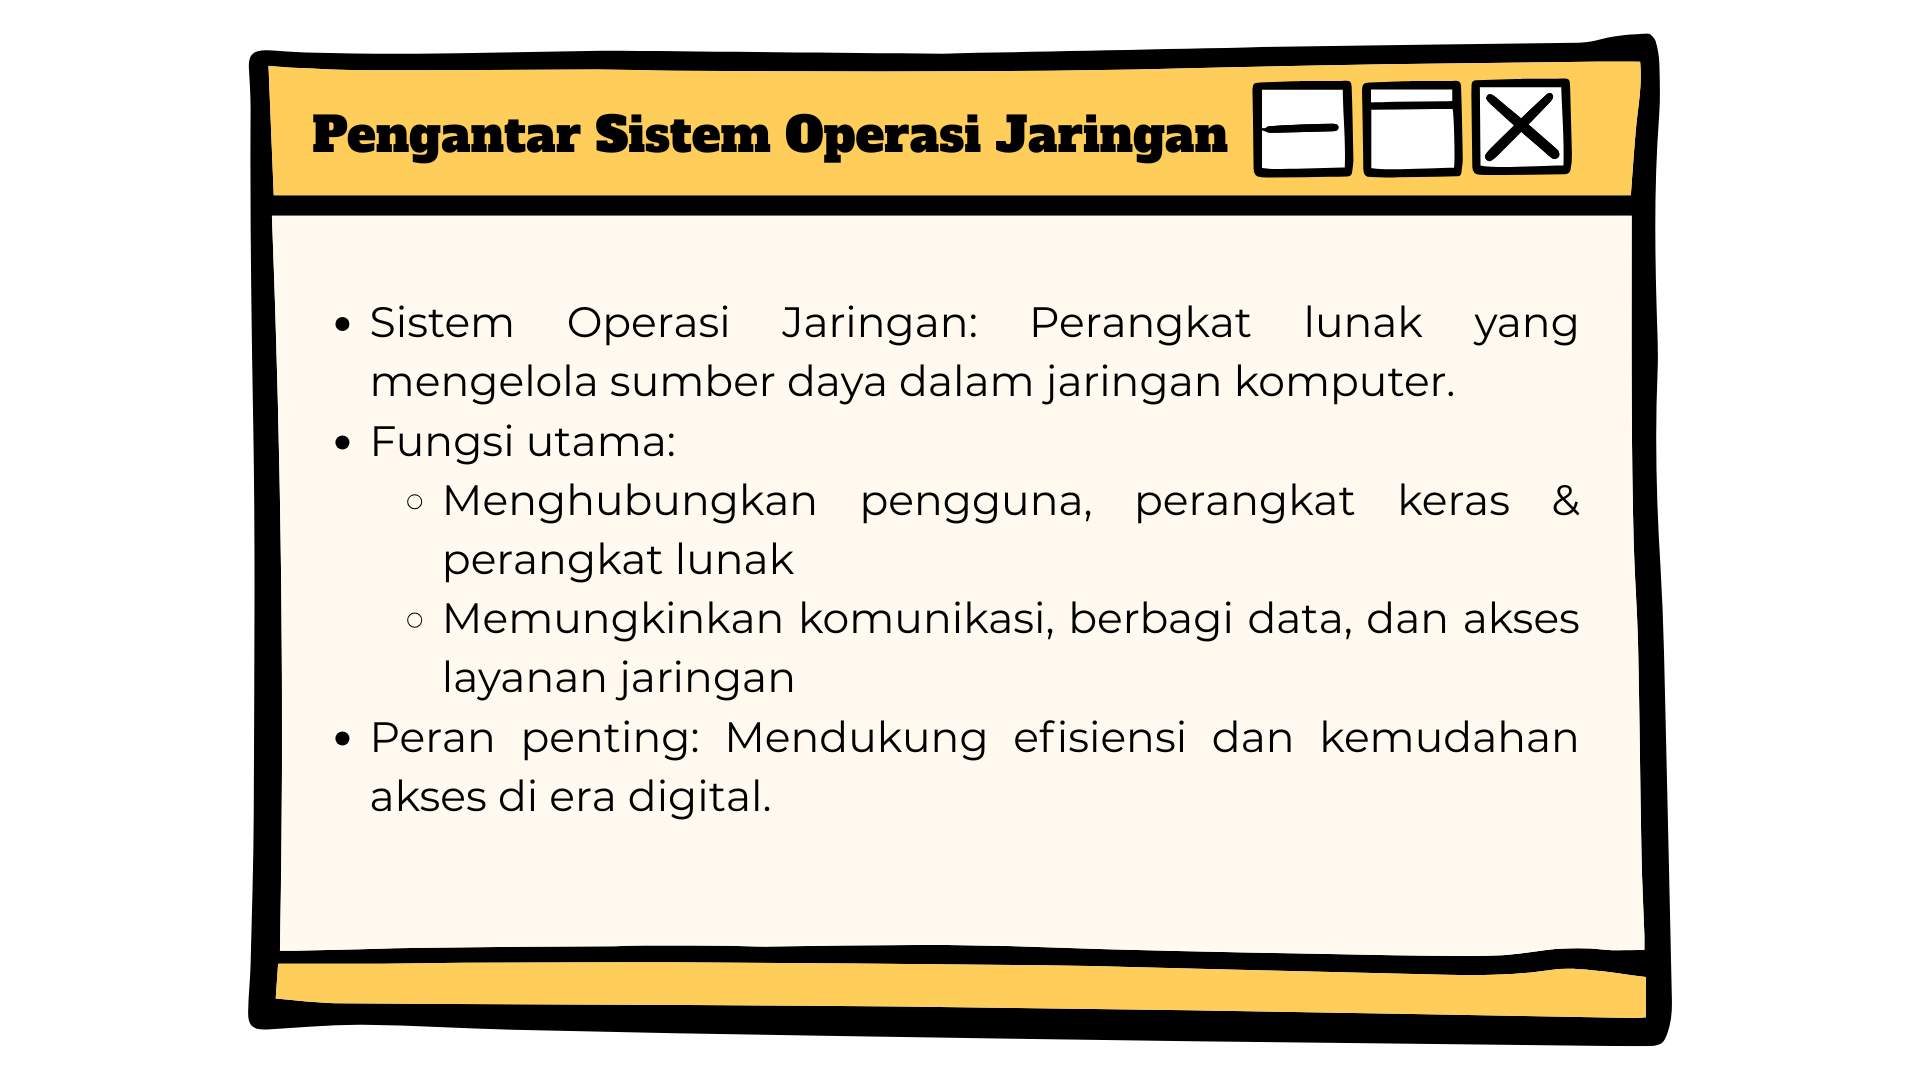 Pengantar Sistem Operasi Jaringan
• Sistem Operasi Jaringan: Perangkat lunak yang
mengelola sumber daya dalam jaringan komputer.
• Fungsi utama:
○ Menghubungkan pengguna, perangkat keras &
perangkat lunak
○ Memungkinkan komunikasi, berbagi data, dan akses
layanan jaringan
• Peran penting: Mendukung efisiensi dan kemudahan
akses di era digital.